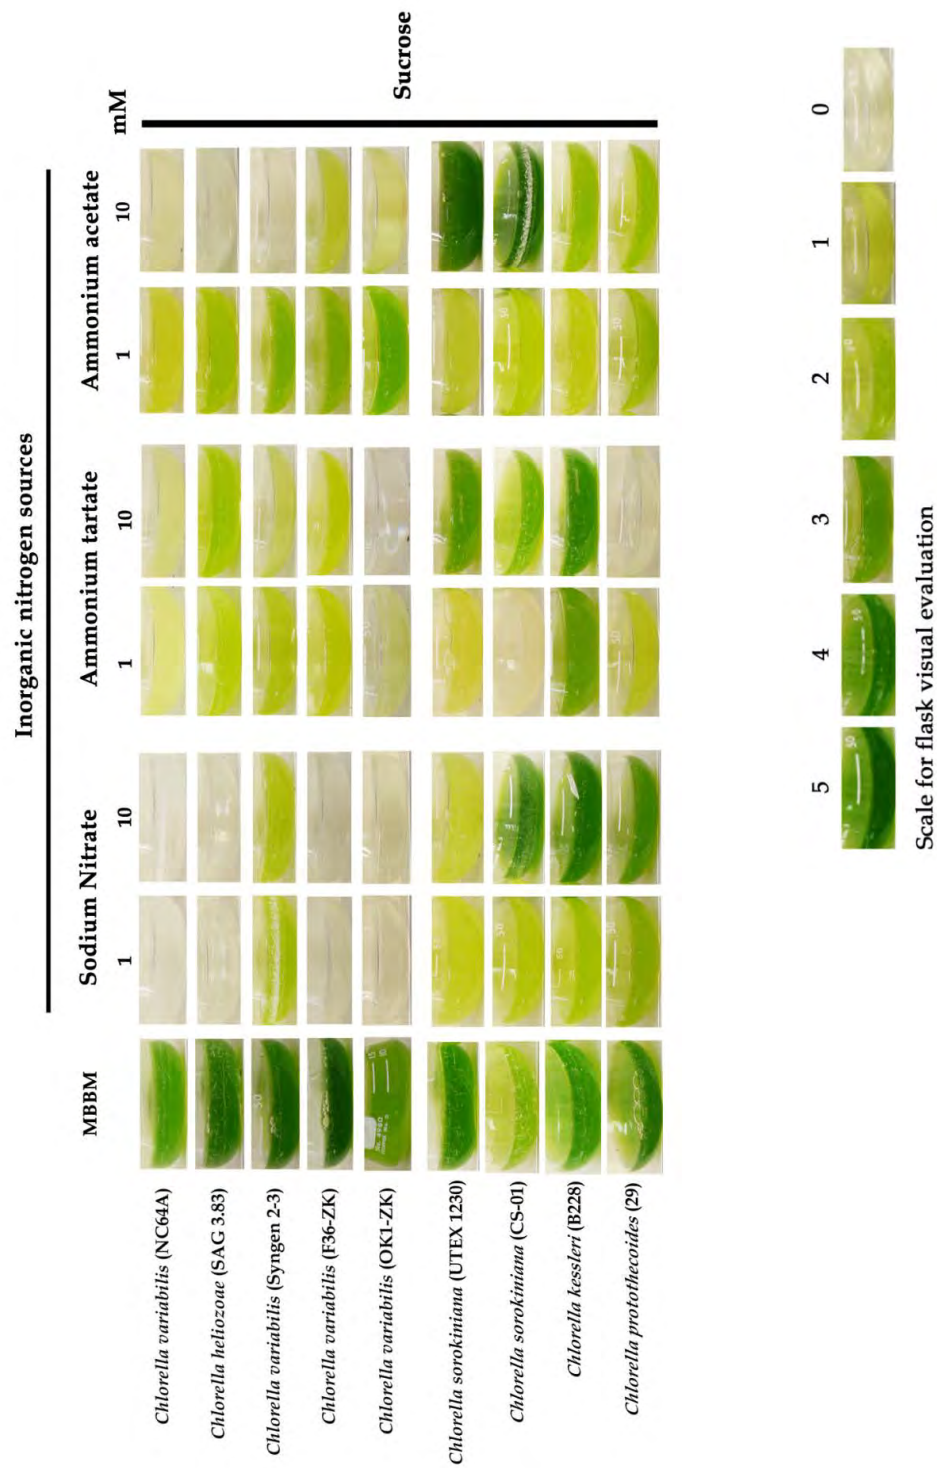 Inorganic nitrogen sources
MBBM
Sodium Nitrate
Ammonium tartate
Ammonium acetate
1
10
1
10
1
10
mM
Chlorella variabilis (NC64A)
Chlorella heliozoae (SAG 3.83)
Chlorella variabilis (Syngen 2-3)
Chlorella variabilis (F36-ZK)
Chlorella variabilis (OK1-ZK)
Chlorella sorokiniana (UTEX 1230)
Chlorella sorokiniana (CS-01)
Chlorella kessleri (B228)
Chlorella protothecoides (29)
Sucrose
5
4
3
2
1
0
Scale for flask visual evaluation